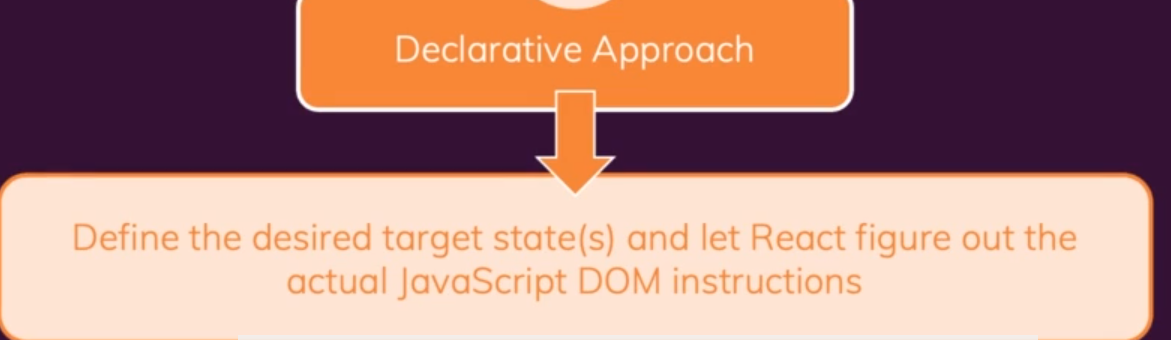 Declarative Approach
Define the desired target state(s) and let React figure out the
actual JavaScript DOM instructions